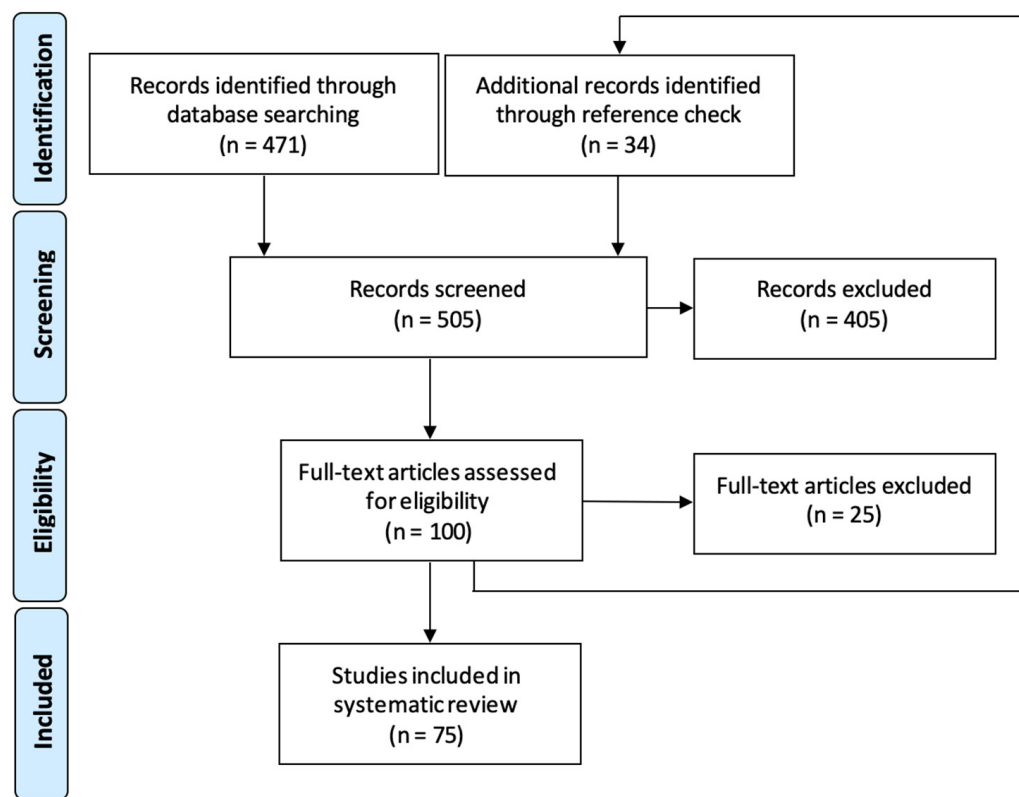 Identification
Records identified through
database searching
(n = 471)
Additional records identified
through reference check
(n = 34)
Screening
Records screened
(n = 505)
Records excluded
(n = 405)
Eligibility
Full-text articles assessed
for eligibility
(n = 100)
Full-text articles excluded
(n = 25)
Included
Studies included in
systematic review
(n = 75)